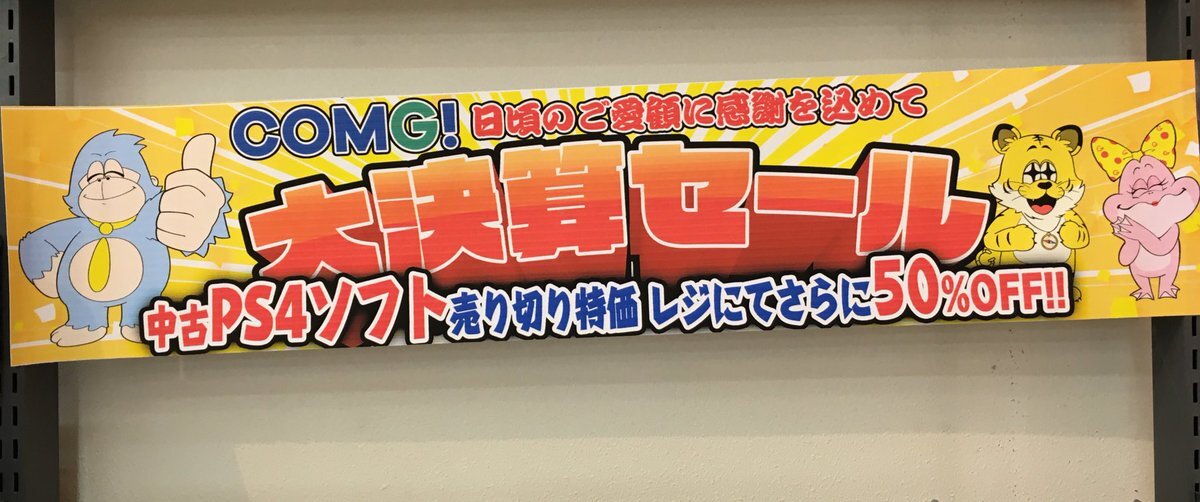 COMG! 日頃のご愛顧に感謝を込めて
大決算セール
中古PS4ソフト売り切り特価 レジにてさらに50%OFF!!